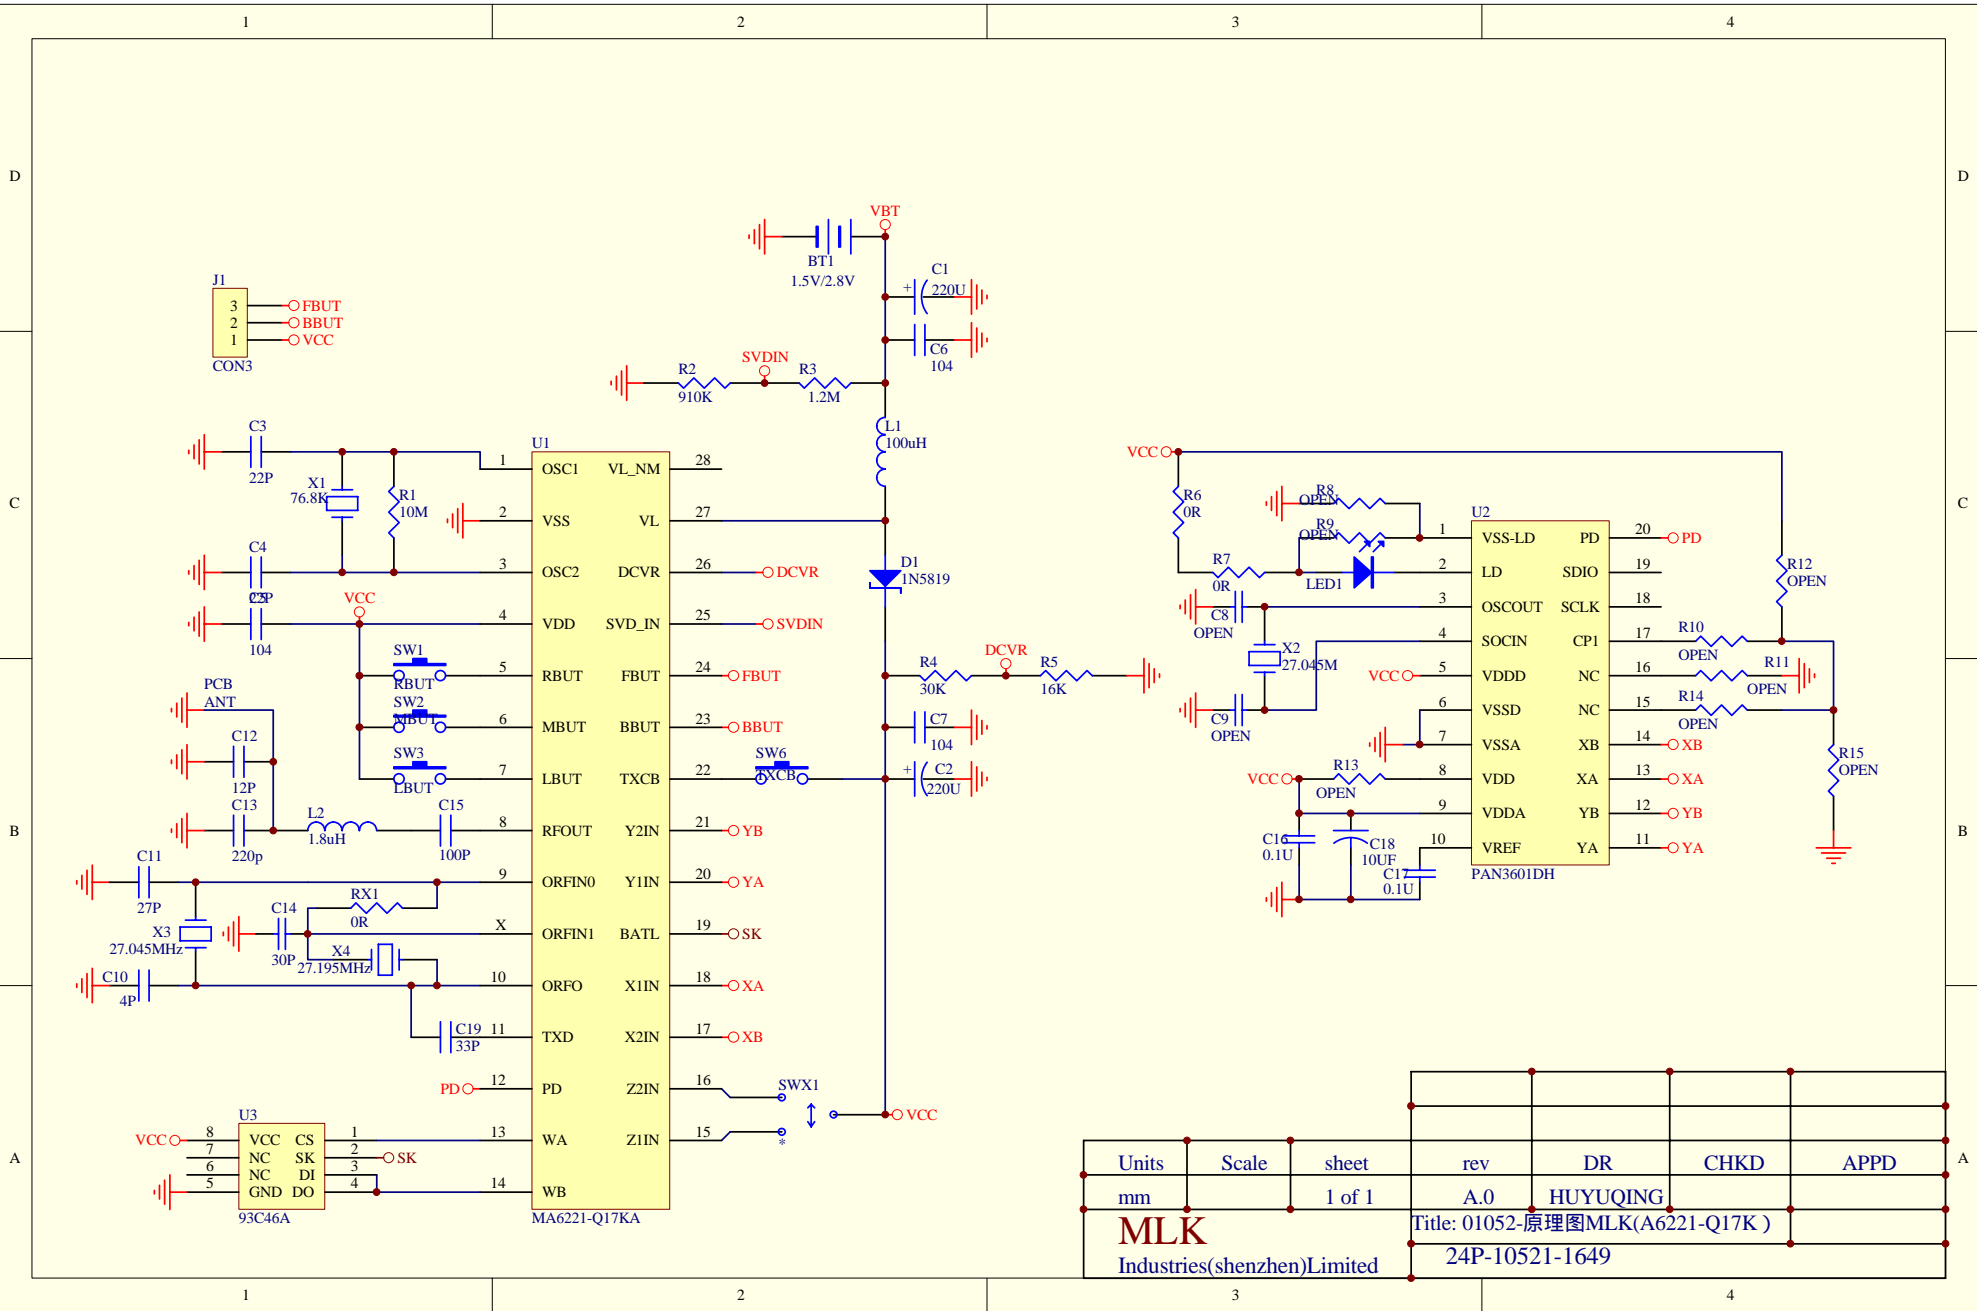 1 2 3 4
D D
C C
B B
A A
VBT
BT1
1.5V/2.8V
C1
+
220U
C6
104
J1
3 FBUT
2 BBUT
1 VCC
CON3
SVDIN
R2
910K
R3
1.2M
L1
100uH
D1
1N5819
C3
22P
X1
76.8K
R1
10M
C4
22P
C5
104
VCC
SW1
RBUT
SW2
MBUT
SW3
LBUT
PCB
ANT
C12
12P
C13
220p
L2
1.8uH
C15
100P
C11
27P
RX1
0R
C14
30P
X3
27.045MHz
X4
27.195MHz
C10
4P
C19
33P
PD
U1
1 OSC1 VL_NM 28
2 VSS VL 27
3 OSC2 DCVR 26 DCVR
4 VDD SVD_IN 25 SVDIN
5 RBUT FBUT 24 FBUT
6 MBUT BBUT 23 BBUT
7 LBUT TXCB 22
8 RFOUT Y2IN 21 YB
9 ORFIN0 Y1IN 20 YA
X ORFIN1 BATL 19 SK
10 ORFO X1IN 18 XA
11 TXD X2IN 17 XB
12 PD Z2IN 16
13 WA Z1IN 15
14 WB
MA6221-Q17KA
U3
VCC 8 VCC CS 1
7 NC SK 2 SK
6 NC DI 3
5 GND DO 4
93C46A
SW6
TXCB
R4
30K
DCVR
R5
16K
C7
104
C2
+
220U
SWX1
*
VCC
VCC
R6
0R
R7
0R
R8
OPEN
R9
OPEN
LED1
C8
OPEN
X2
27.045M
C9
OPEN
VCC
VCC
R13
OPEN
C16
0.1U
C18
10UF
C17
0.1U
U2
1 VSS-LD PD 20 PD
2 LD SDIO 19
3 OSCOUT SCLK 18
4 SOCIN CP1 17
5 VDDD NC 16
6 VSSD NC 15
7 VSSA XB 14 XB
8 VDD XA 13 XA
9 VDDA YB 12 YB
10 VREF YA 11 YA
PAN3601DH
R10
OPEN
R11
OPEN
R14
OPEN
R12
OPEN
R15
OPEN
Units Scale sheet rev DR CHKD APPD
mm 1 of 1 A.0 HUYUQING
MLK
Industries(shenzhen)Limited
Title: 01052-原理图MLK(A6221-Q17K）
24P-10521-1649
1 2 3 4